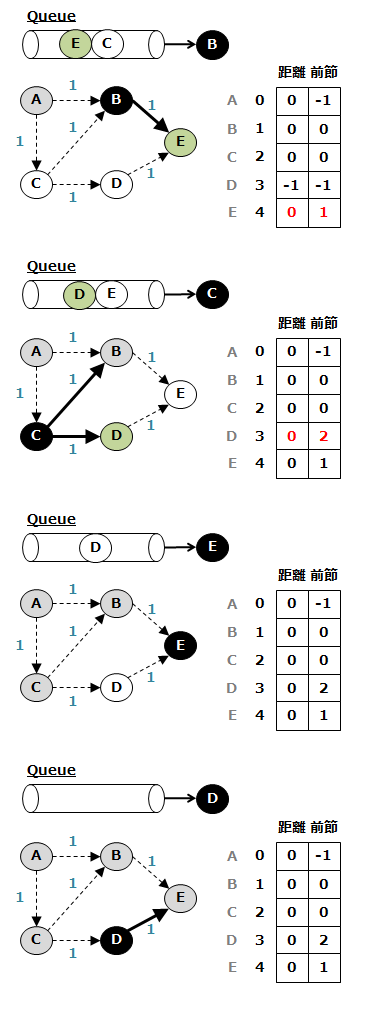 Queue
E C B
距離 前節
A 0 0 -1
B 1 0 0
C 2 0 0
D 3 -1 -1
E 4 0 1
A 1 B 1
1 1 E
C 1 D 1
Queue
D E C
距離 前節
A 0 0 -1
B 1 0 0
C 2 0 0
D 3 0 2
E 4 0 1
A 1 B 1
1 1 E
C 1 D 1
Queue
D E
距離 前節
A 0 0 -1
B 1 0 0
C 2 0 0
D 3 0 2
E 4 0 1
A 1 B 1
1 1 E
C 1 D 1
Queue
D
距離 前節
A 0 0 -1
B 1 0 0
C 2 0 0
D 3 0 2
E 4 0 1
A 1 B 1
1 1 E
C 1 D 1